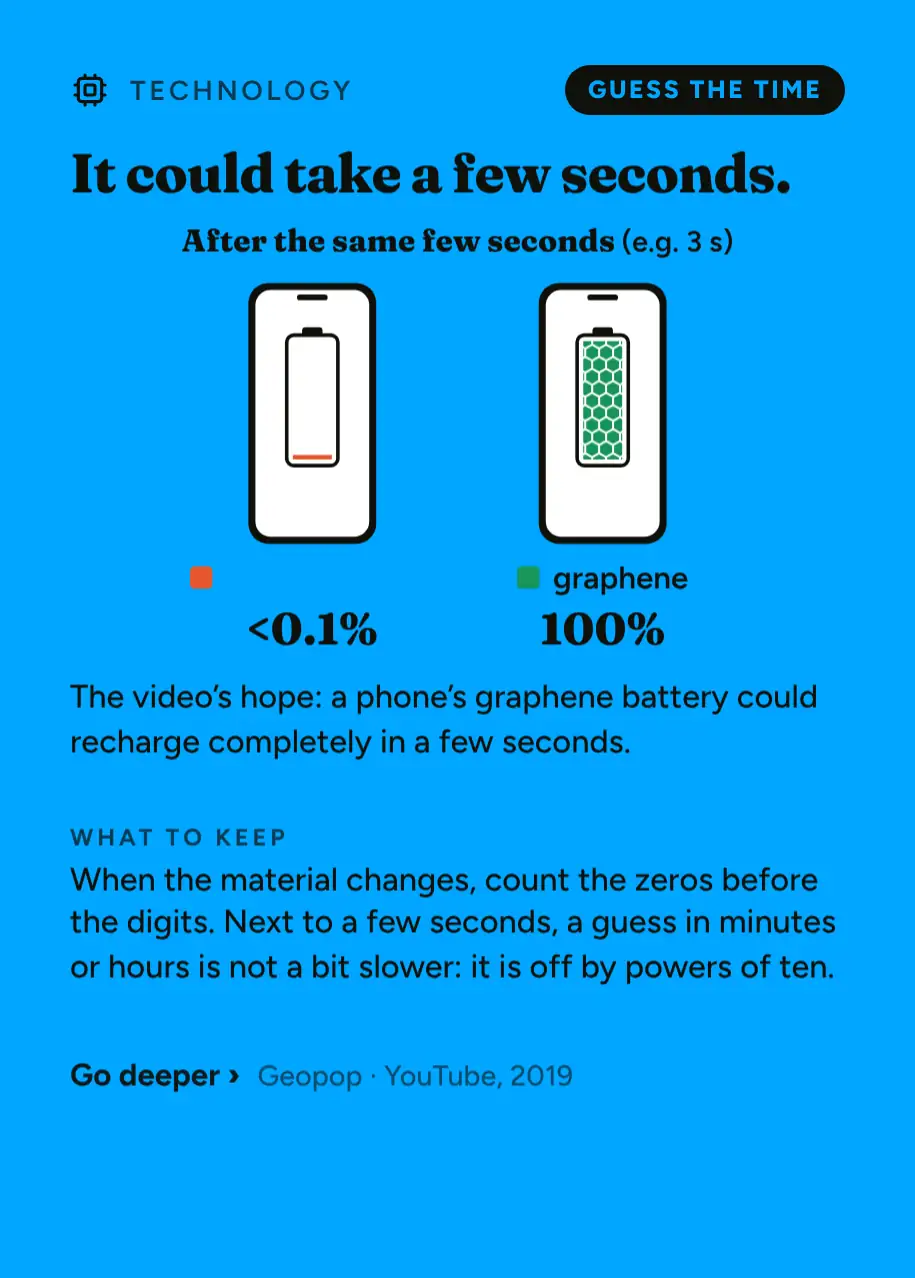 TECHNOLOGY
GUESS THE TIME
It could take a few seconds.
After the same few seconds (e.g. 3 s)
graphene
<0.1%
100%
The video’s hope: a phone’s graphene battery could
recharge completely in a few seconds.
WHAT TO KEEP
When the material changes, count the zeros before
the digits. Next to a few seconds, a guess in minutes
or hours is not a bit slower: it is off by powers of ten.
Go deeper › Geopop · YouTube, 2019